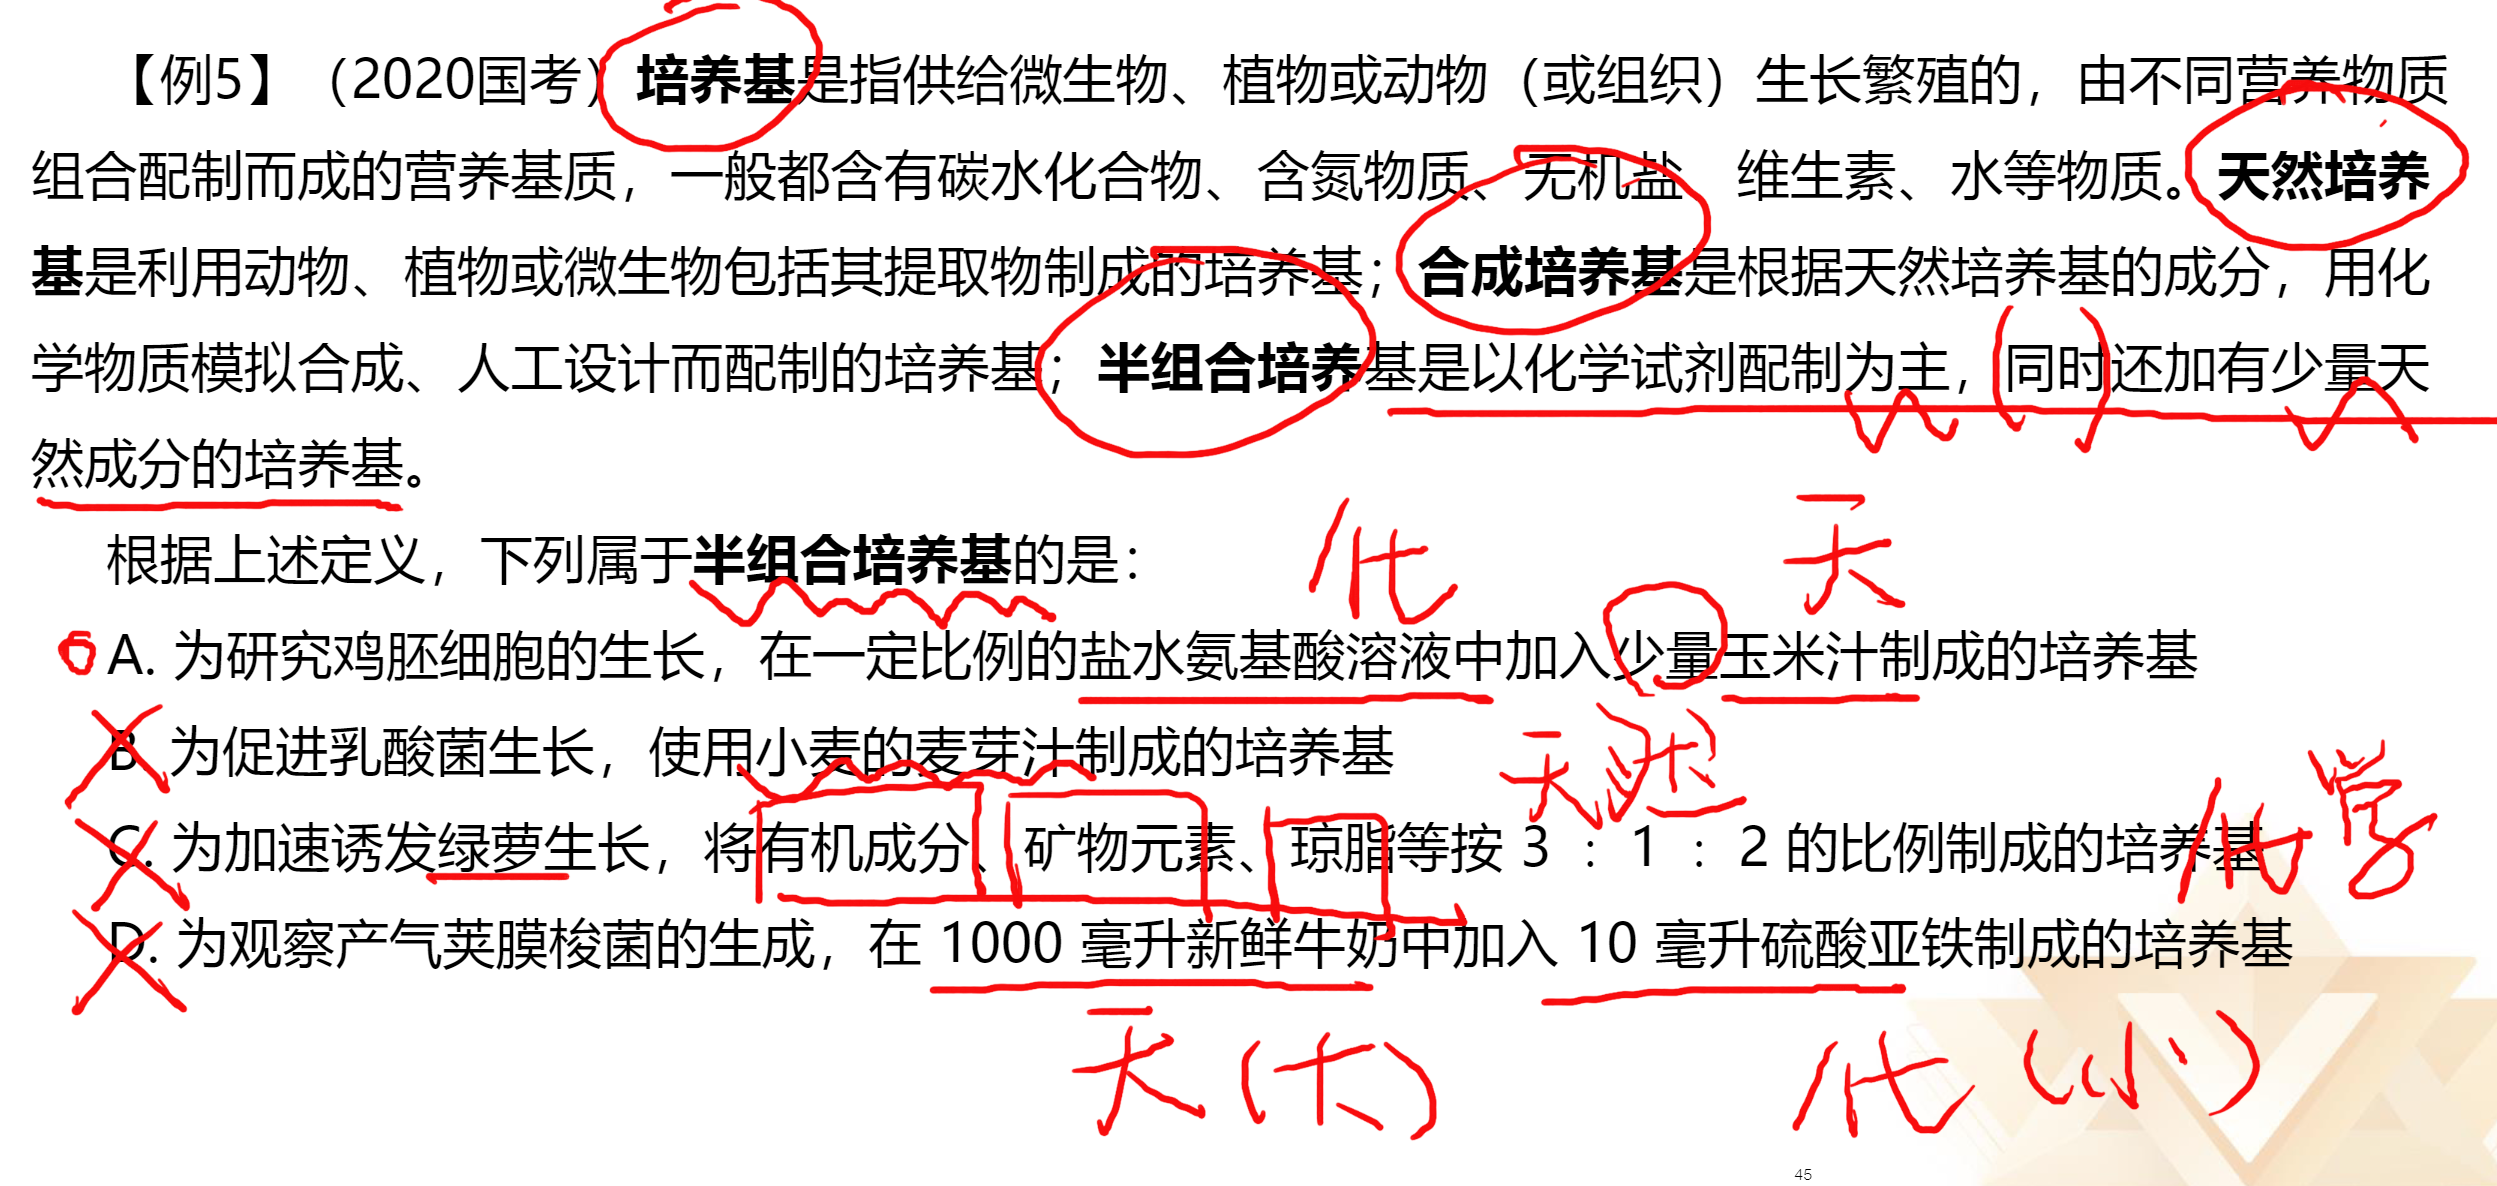 【例5】（2020国考）培养基是指供给微生物、植物或动物（或组织）生长繁殖的，由不同营养物质
组合配制而成的营养基质，一般都含有碳水化合物、含氮物质、无机盐 维生素、水等物质。天然培养
基是利用动物、植物或微生物包括其提取物制成的培养基；合成培养基是根据天然培养基的成分，用化
学物质模拟合成、人工设计而配制的培养基；半组合培养基是以化学试剂配制为主，同时还加有少量天
然成分的培养基。
根据上述定义，下列属于半组合培养基的是：
化 天
A. 为研究鸡胚细胞的生长，在一定比例的盐水氨基酸溶液中加入少量玉米汁制成的培养基
B. 为促进乳酸菌生长，使用小麦的麦芽汁制成的培养基
天然
C. 为加速诱发绿萝生长，将有机成分、矿物元素、琼脂等按 3 ：1 ：2 的比例制成的培养基
化学
D. 为观察产气荚膜梭菌的生成，在 1000 毫升新鲜牛奶中加入 10 毫升硫酸亚铁制成的培养基
天（大） 化（小）
45